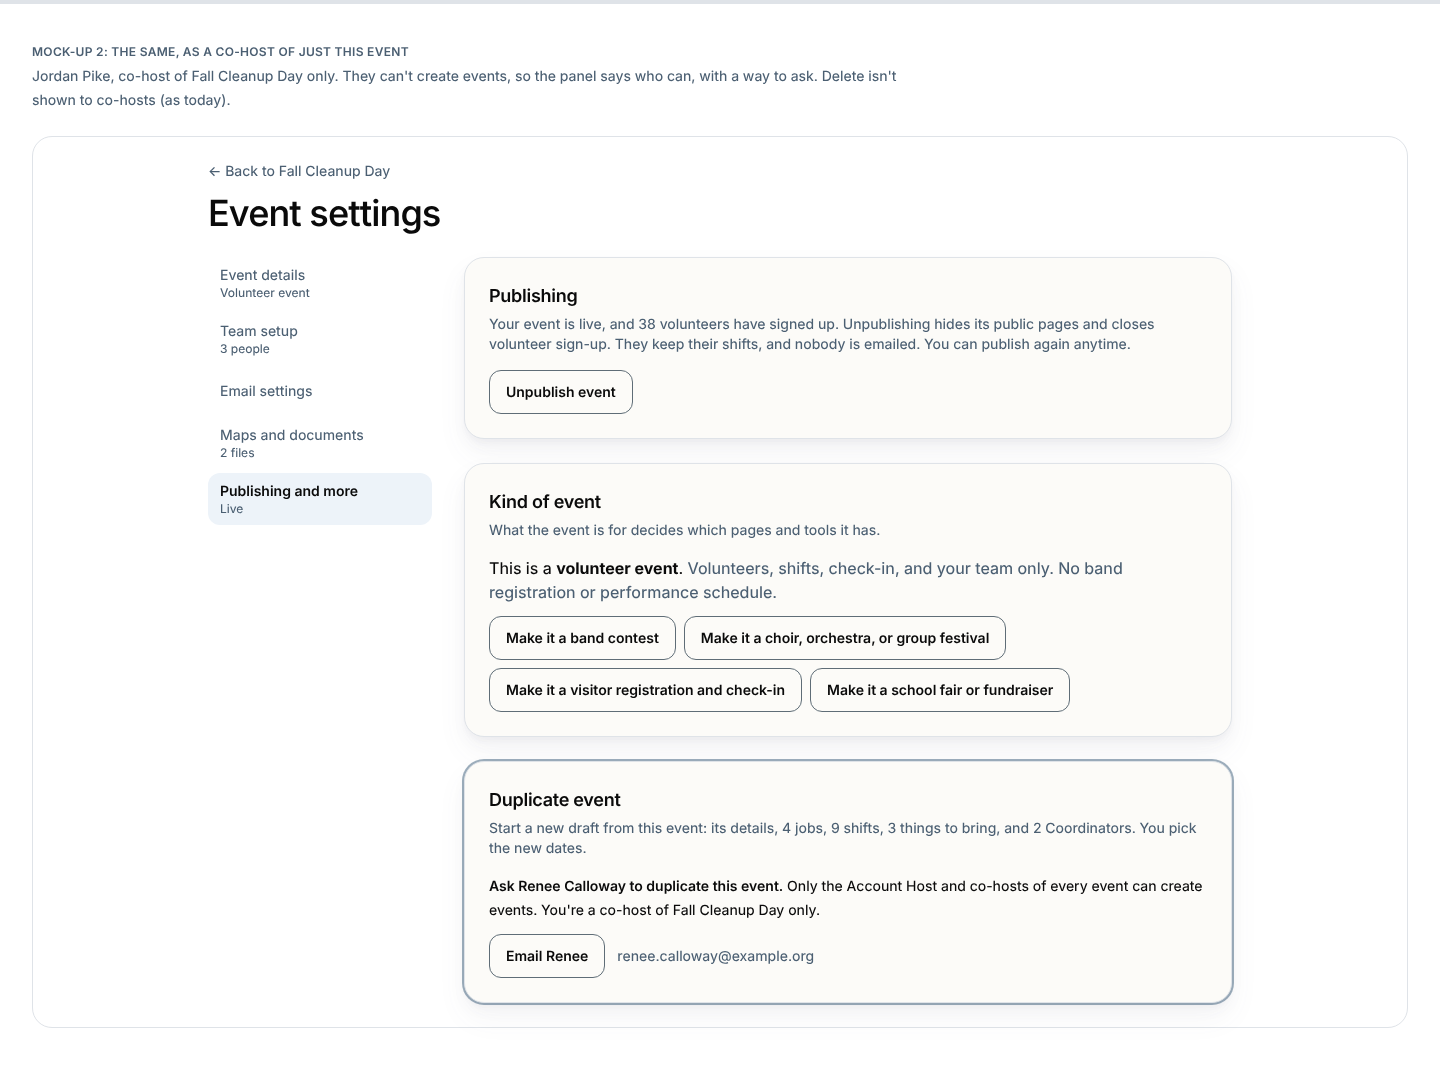 MOCK-UP 2: THE SAME, AS A CO-HOST OF JUST THIS EVENT
Jordan Pike, co-host of Fall Cleanup Day only. They can't create events, so the panel says who can, with a way to ask. Delete isn't
shown to co-hosts (as today).
← Back to Fall Cleanup Day
Event settings
Event details
Volunteer event
Team setup
3 people
Email settings
Maps and documents
2 files
Publishing and more
Live
Publishing
Your event is live, and 38 volunteers have signed up. Unpublishing hides its public pages and closes
volunteer sign-up. They keep their shifts, and nobody is emailed. You can publish again anytime.
Unpublish event
Kind of event
What the event is for decides which pages and tools it has.
This is a volunteer event. Volunteers, shifts, check-in, and your team only. No band
registration or performance schedule.
Make it a band contest
Make it a choir, orchestra, or group festival
Make it a visitor registration and check-in
Make it a school fair or fundraiser
Duplicate event
Start a new draft from this event: its details, 4 jobs, 9 shifts, 3 things to bring, and 2 Coordinators. You pick
the new dates.
Ask Renee Calloway to duplicate this event. Only the Account Host and co-hosts of every event can create
events. You're a co-host of Fall Cleanup Day only.
Email Renee
renee.calloway@example.org